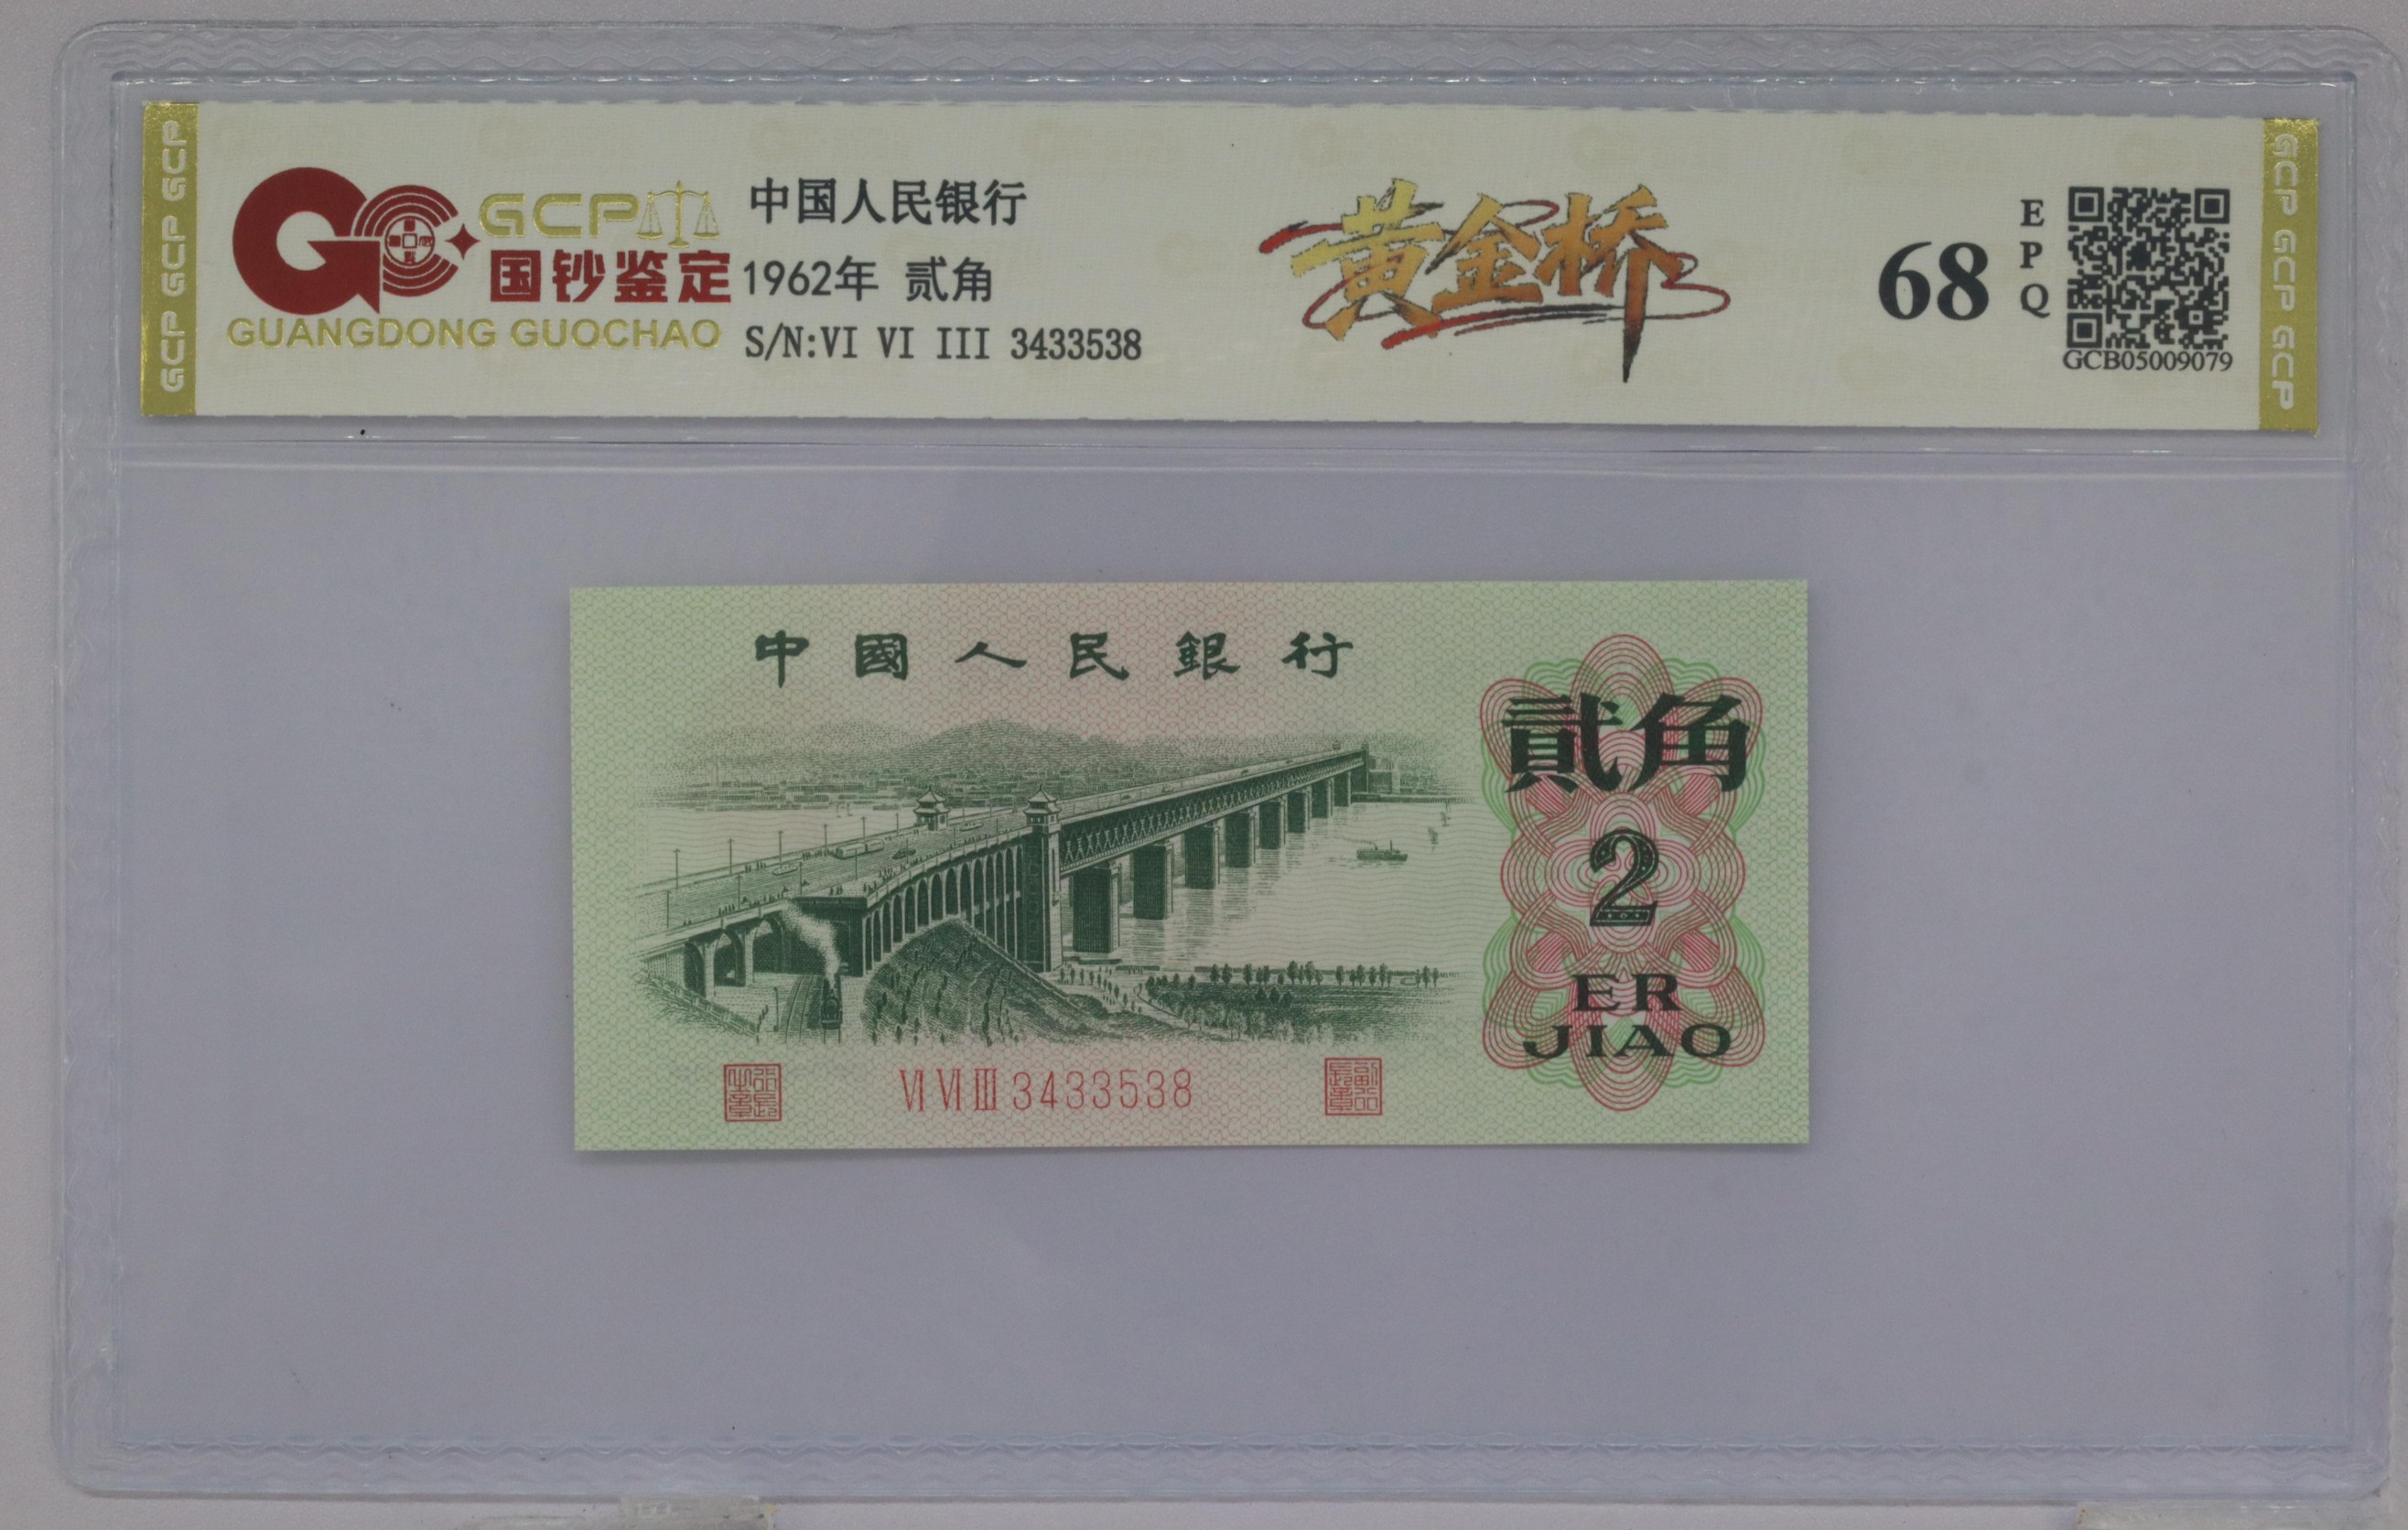 GCP GCP GCP
GCP
国钞鉴定
GUANGDONG GUOCHAO
中国人民银行
1962年 贰角
S/N:VI VI III 3433538
黄金桥
68
EPQ
GCB05009079
GCP GCP GCP
中國人民銀行
貳角
2
ER
JIAO
VI VI III 3433538